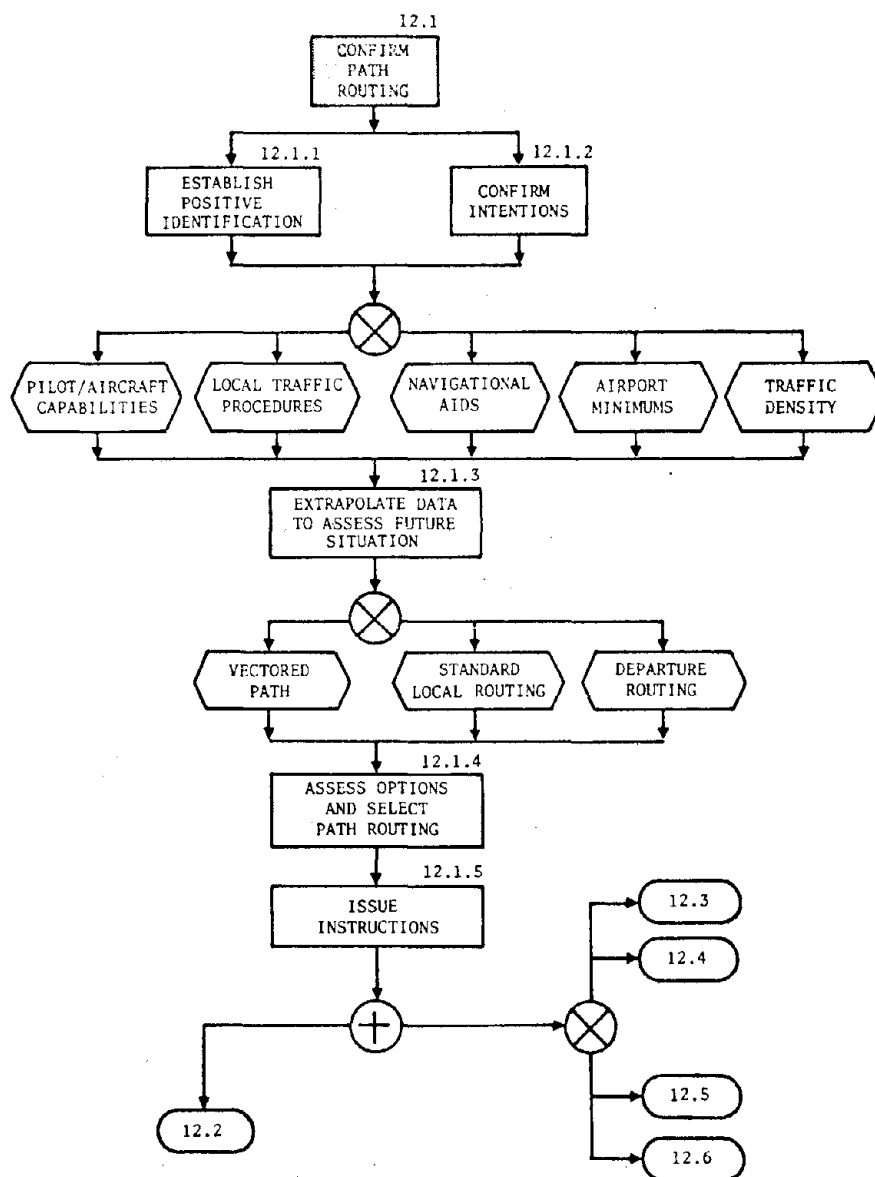 12.1
CONFIRM
PATH
ROUTING
12.1.1
ESTABLISH
POSITIVE
IDENTIFICATION
12.1.2
CONFIRM
INTENTIONS
PILOT/AIRCRAFT
CAPABILITIES
LOCAL TRAFFIC
PROCEDURES
NAVIGATIONAL
AIDS
AIRPORT
MINIMUMS
TRAFFIC
DENSITY
12.1.3
EXTRAPOLATE DATA
TO ASSESS FUTURE
SITUATION
VECTORED
PATH
STANDARD
LOCAL ROUTING
DEPARTURE
ROUTING
12.1.4
ASSESS OPTIONS
AND SELECT
PATH ROUTING
12.1.5
ISSUE
INSTRUCTIONS
12.3
12.4
12.5
12.2
12.6